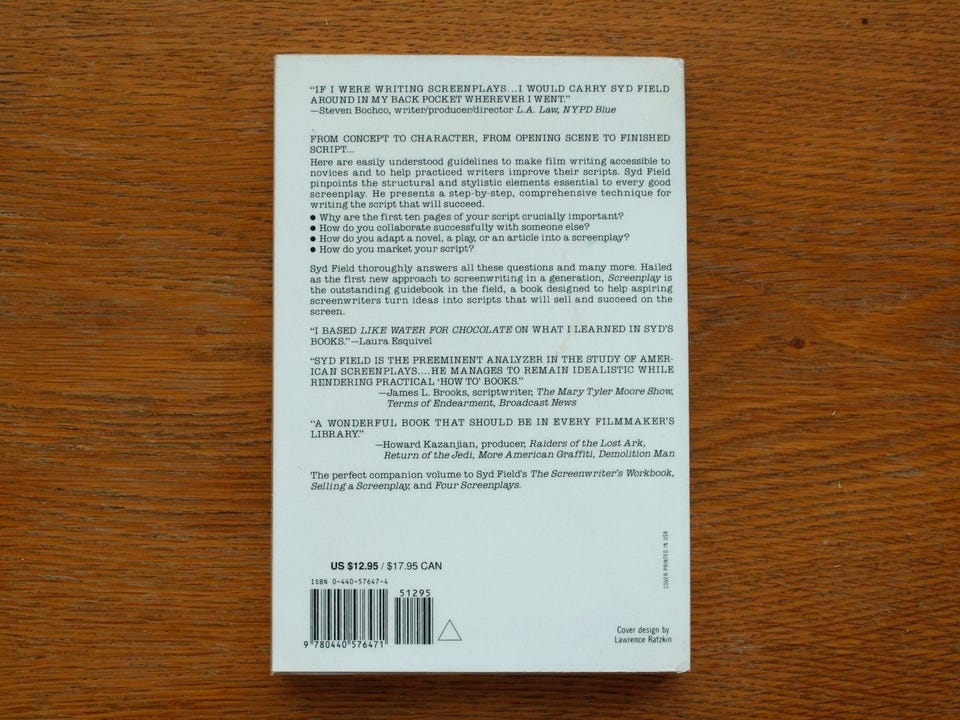 “IF I WERE WRITING SCREENPLAYS...I WOULD CARRY SYD FIELD
AROUND IN MY BACK POCKET WHEREVER I WENT.”
—Steven Bochco, writer/producer/director L.A. Law, NYPD Blue
FROM CONCEPT TO CHARACTER, FROM OPENING SCENE TO FINISHED
SCRIPT...
Here are easily understood guidelines to make film writing accessible to
novices and to help practiced writers improve their scripts. Syd Field
pinpoints the structural and stylistic elements essential to every good
screenplay. He presents a step-by-step, comprehensive technique for
writing the script that will succeed.
● Why are the first ten pages of your script crucially important?
● How do you collaborate successfully with someone else?
● How do you adapt a novel, a play, or an article into a screenplay?
● How do you market your script?
Syd Field thoroughly answers all these questions and many more. Hailed
as the first new approach to screenwriting in a generation, Screenplay is
the outstanding guidebook in the field, a book designed to help aspiring
screenwriters turn ideas into scripts that will sell and succeed on the
screen.
“I BASED LIKE WATER FOR CHOCOLATE ON WHAT I LEARNED IN SYD’S
BOOKS.”—Laura Esquivel
“SYD FIELD IS THE PREEMINENT ANALYZER IN THE STUDY OF AMER-
ICAN SCREENPLAYS....HE MANAGES TO REMAIN IDEALISTIC WHILE
RENDERING PRACTICAL ‘HOW TO’ BOOKS.”
—James L. Brooks, scriptwriter, The Mary Tyler Moore Show,
Terms of Endearment, Broadcast News
“A WONDERFUL BOOK THAT SHOULD BE IN EVERY FILMMAKER’S
LIBRARY.”
—Howard Kazanjian, producer, Raiders of the Lost Ark,
Return of the Jedi, More American Graffiti, Demolition Man
The perfect companion volume to Syd Field’s The Screenwriter’s Workbook,
Selling a Screenplay, and Four Screenplays.
COVER PRINTED IN USA
US $12.95 / $17.95 CAN
ISBN 0-440-57647-4
51295
9 780440 576471
Cover design by
Lawrence Ratzkin